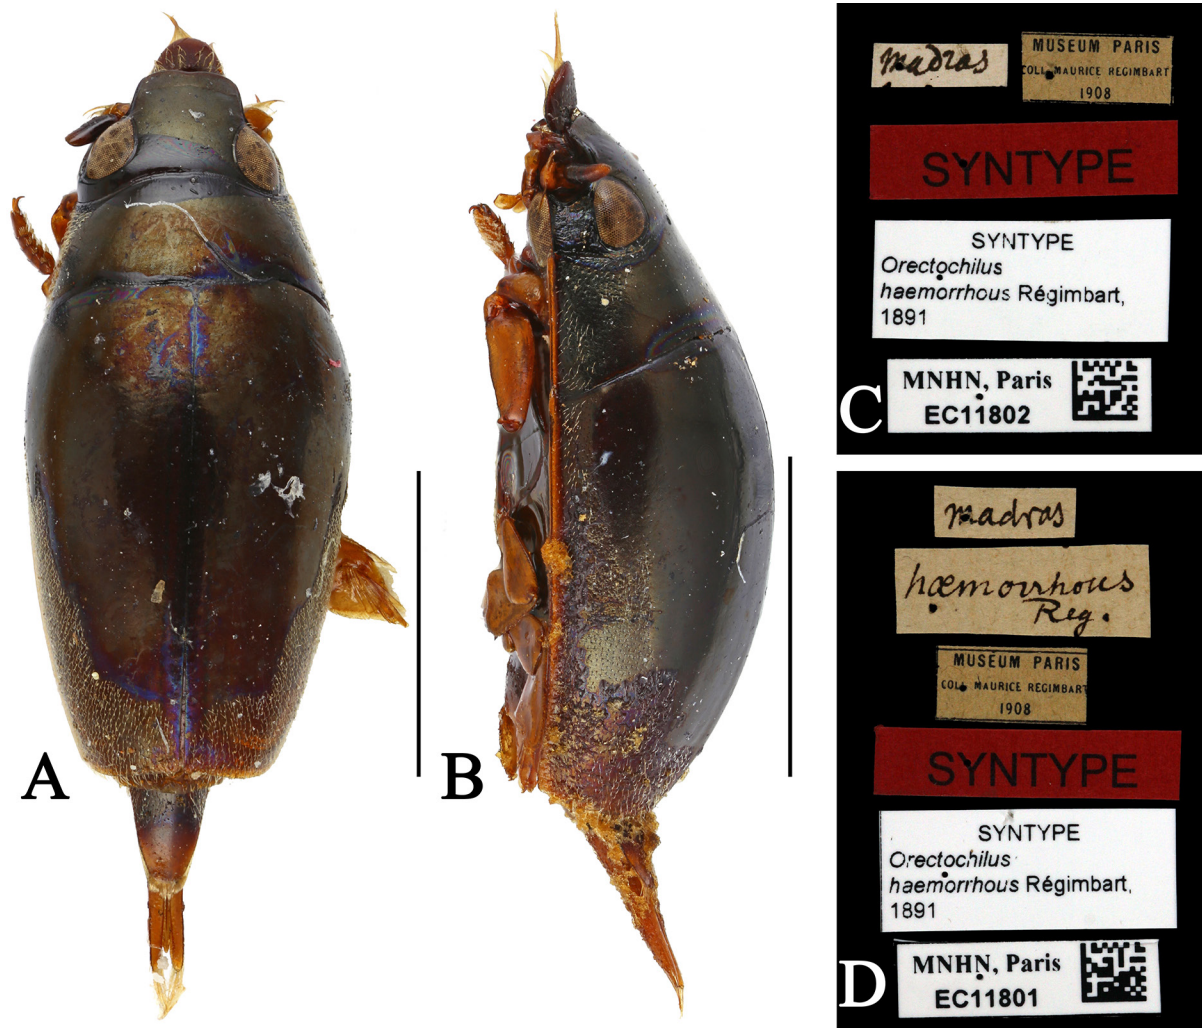 A
B
madras
MUSEUM PARIS
COLL MAURICE REGIMBART
1908
SYNTYPE
SYNTYPE
Orectochilus
haemorrhous Régimbart,
1891
MNHN, Paris
EC11802
C
madras
hæmorrhous
Reg.
MUSEUM PARIS
COLL MAURICE REGIMBART
1908
SYNTYPE
SYNTYPE
Orectochilus
haemorrhous Régimbart,
1891
MNHN, Paris
EC11801
D